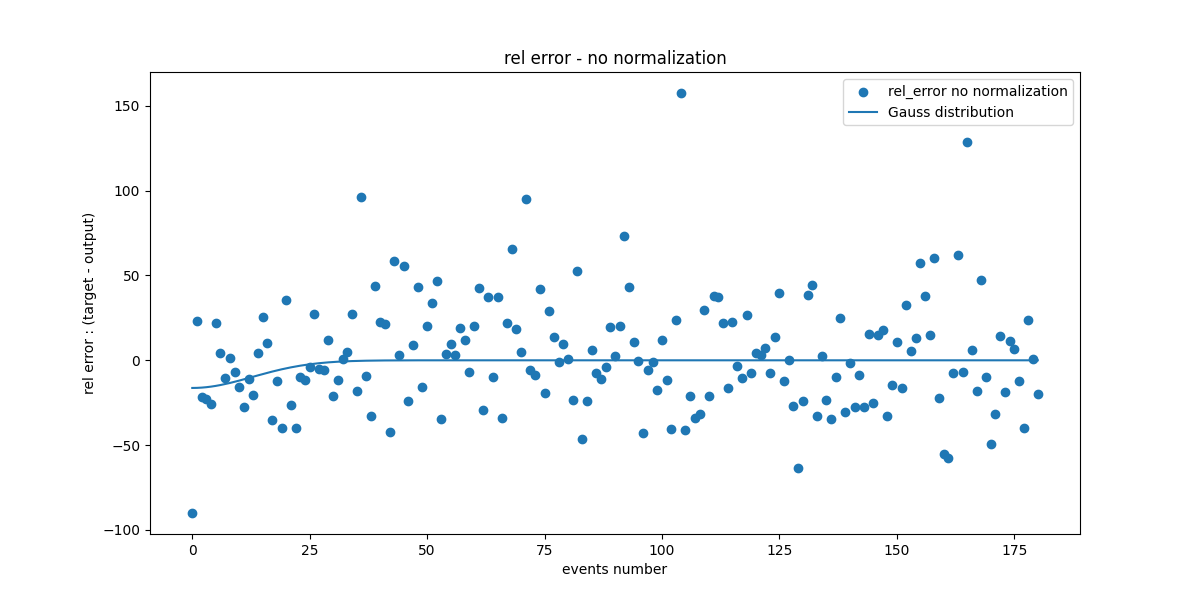 rel error - no normalization
rel_error no normalization
Gauss distribution
rel error : (target - output)
150
100
50
0
−50
−100
0
25
50
75
100
125
150
175
events number